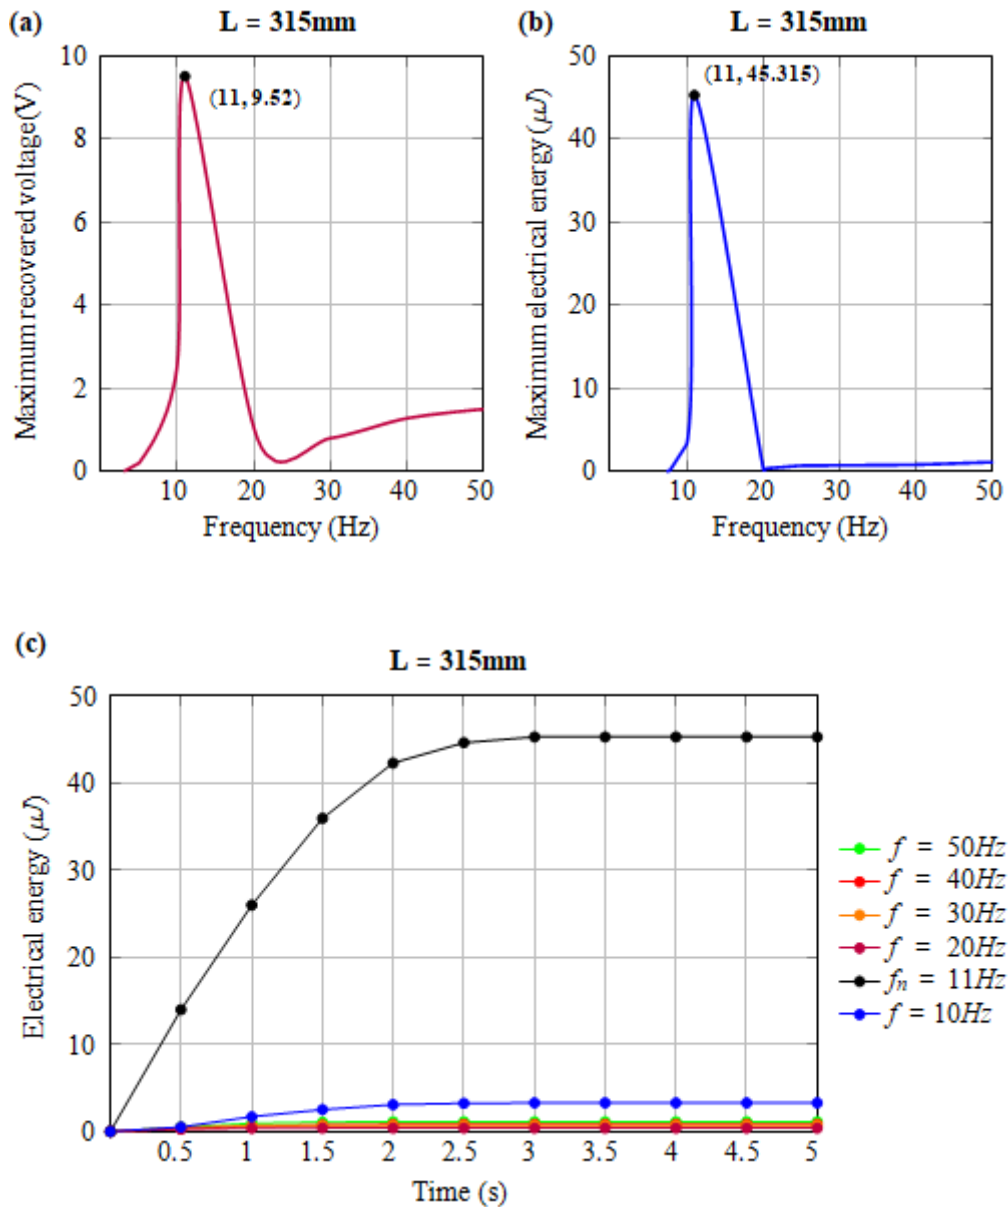 (a)
L = 315mm
Maximum recovered voltage(V)
10
8
6
4
2
0
(11, 9.52)
10 20 30 40 50
Frequency (Hz)
(b)
L = 315mm
Maximum electrical energy (μJ)
50
40
30
20
10
0
(11, 45.315)
10 20 30 40 50
Frequency (Hz)
(c)
L = 315mm
Electrical energy (μJ)
50
40
30
20
10
0
0.5 1 1.5 2 2.5 3 3.5 4 4.5 5
Time (s)
f = 50Hz
f = 40Hz
f = 30Hz
f = 20Hz
fₙ = 11Hz
f = 10Hz